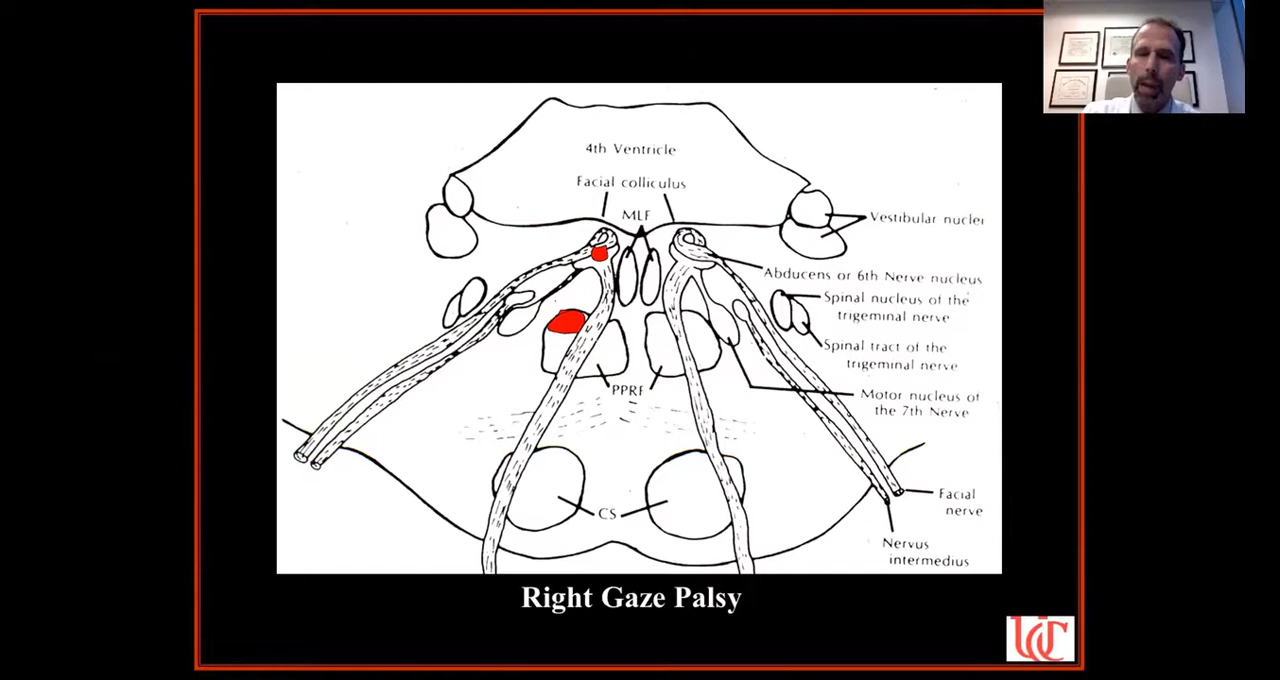 4th Ventricle
Facial colliculus
MLF
Vestibular nuclei
Abducens or 6th Nerve nucleus
Spinal nucleus of the
trigeminal nerve
Spinal tract of the
trigeminal nerve
PPRF
Motor nucleus of
the 7th Nerve
CS
Facial
nerve
Nervus
intermedius
Right Gaze Palsy
UC